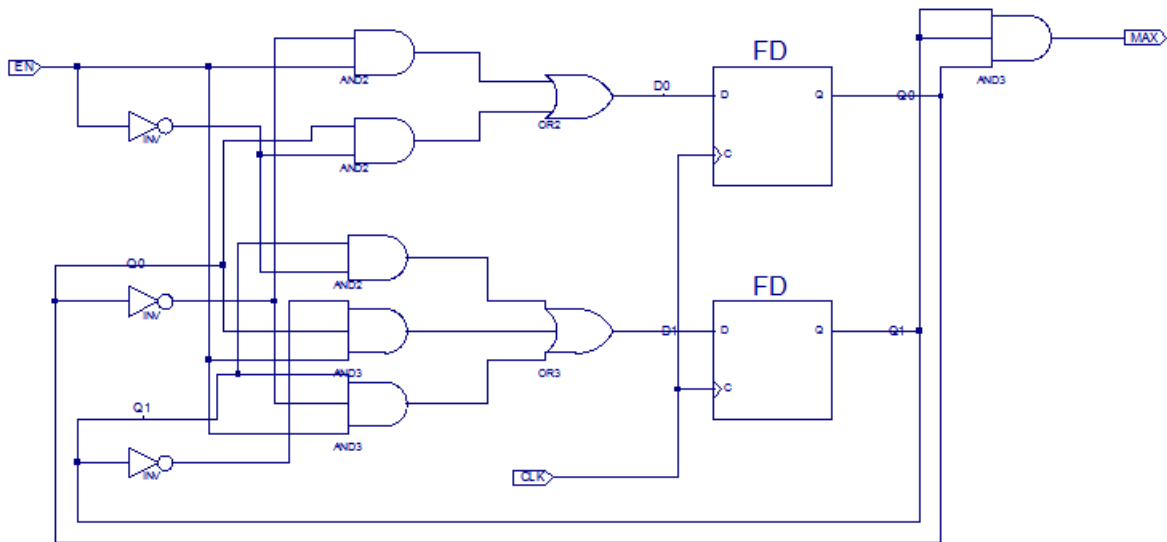 FD
MAX
EN
AND2
AND3
D0
D
Q
Q0
OR2
INV
AND2
C
Q0
AND2
FD
INV
D1
D
Q
Q1
AND3
OR3
C
Q1
AND3
INV
CLK